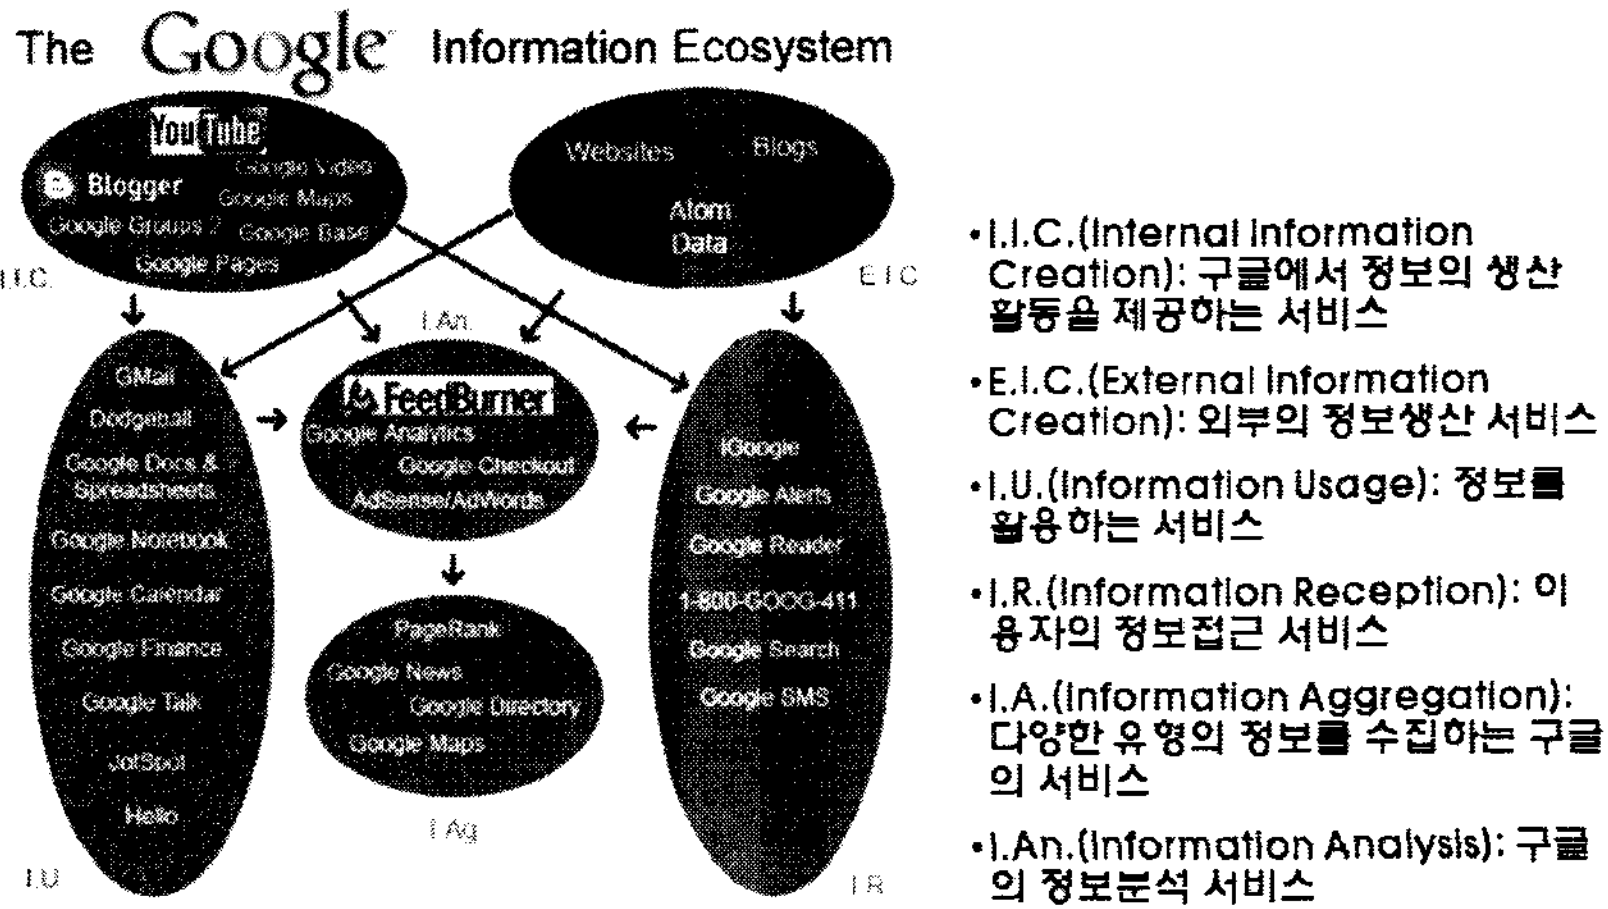 The Google Information Ecosystem
YouTube
Google Video
Blogger
Google Maps
Google Groups 2
Google Base
Google Pages
I.I.C.
Websites
Blogs
Atom
Data
E I C
I.An.
FeedBurner
Google Analytics
Google Checkout
AdSense/AdWords
GMail
Dodgeball
Google Docs &
Spreadsheets
Google Notebook
Google Calendar
Google Finance
Google Talk
JotSpot
Hello
I.U
PageRank
Google News
Google Directory
Google Maps
I Ag
iGoogle
Google Alerts
Google Reader
1-800-GOOG-411
Google Search
Google SMS
I R
•I.I.C.(Internal Information
Creation): 구글에서 정보의 생산
활동을 제공하는 서비스
•E.I.C.(External Information
Creation): 외부의 정보생산 서비스
•I.U.(Information Usage): 정보를
활용하는 서비스
•I.R.(Information Reception): 이
용자의 정보접근 서비스
•I.A.(Information Aggregation):
다양한 유형의 정보를 수집하는 구글
의 서비스
•I.An.(Information Analysis): 구글
의 정보분석 서비스